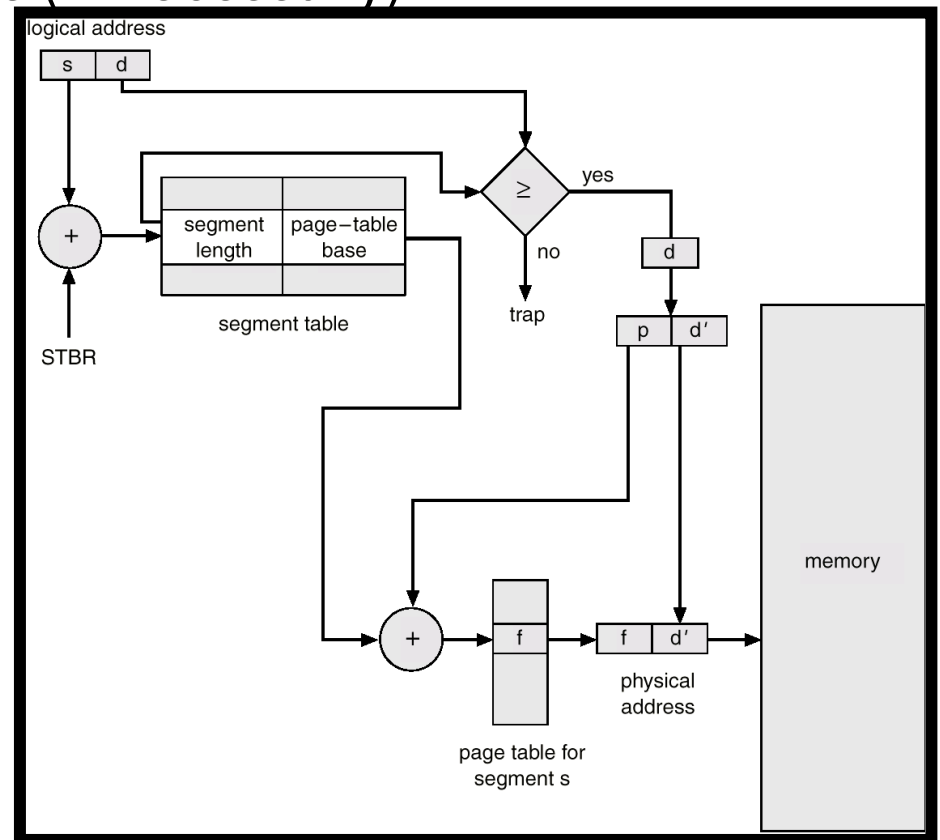 logical address
s d
≥
yes
+
segment length
page–table base
no
d
segment table
trap
p d′
STBR
memory
+
f
f d′
physical
address
page table for
segment s